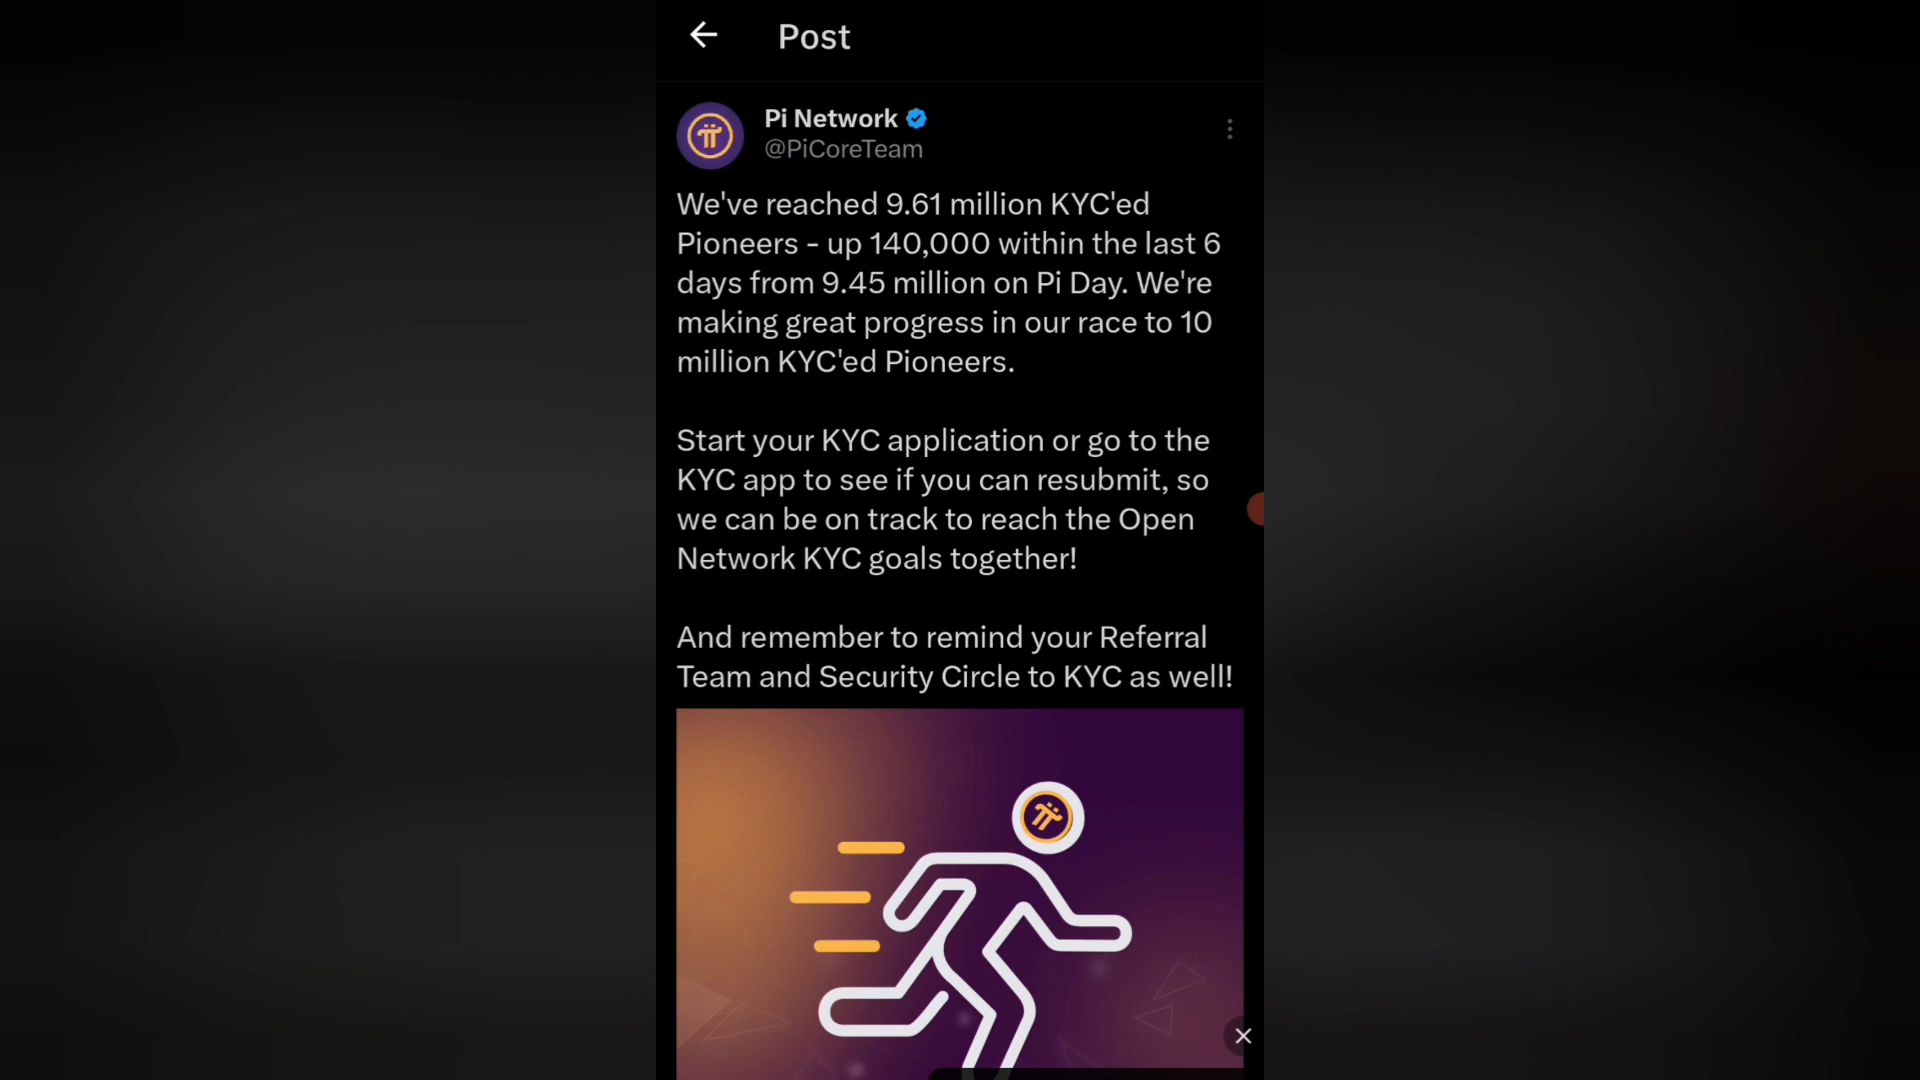 Post
Pi Network
@PiCoreTeam
We've reached 9.61 million KYC'ed
Pioneers - up 140,000 within the last 6
days from 9.45 million on Pi Day. We're
making great progress in our race to 10
million KYC'ed Pioneers.
Start your KYC application or go to the
KYC app to see if you can resubmit, so
we can be on track to reach the Open
Network KYC goals together!
And remember to remind your Referral
Team and Security Circle to KYC as well!